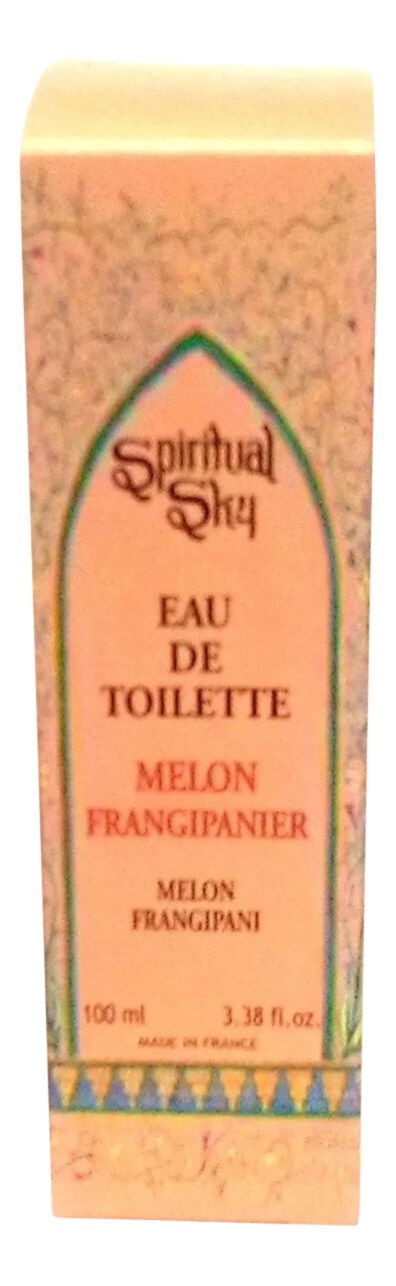 Spiritual
Sky
EAU
DE
TOILETTE
MELON
FRANGIPANIER
MELON
FRANGIPANI
100 ml 3.38 fl.oz.
MADE IN FRANCE